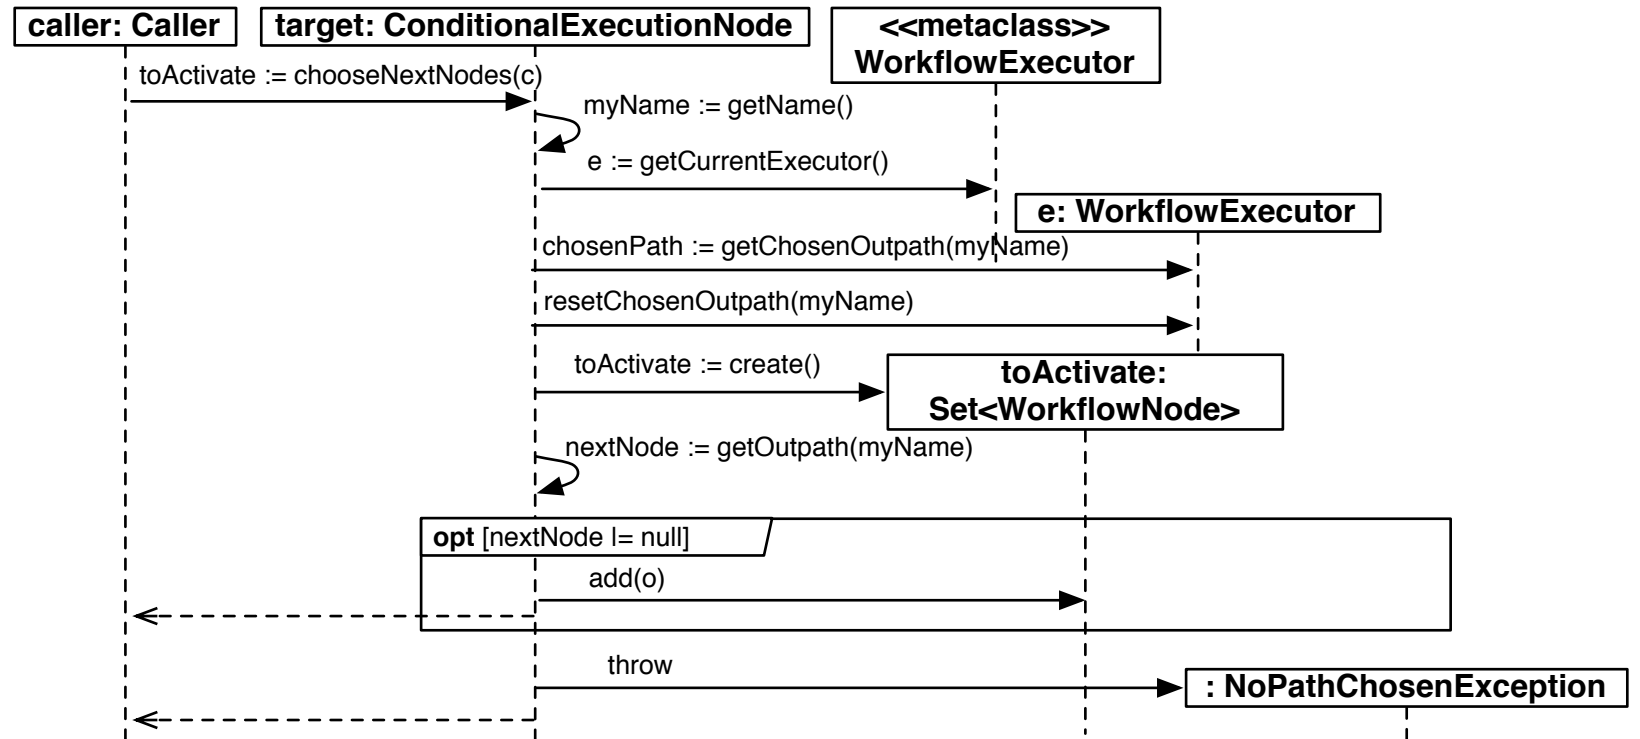 caller: Caller
target: ConditionalExecutionNode
<<metaclass>>
WorkflowExecutor
toActivate := chooseNextNodes(c)
myName := getName()
e := getCurrentExecutor()
e: WorkflowExecutor
chosenPath := getChosenOutpath(myName)
resetChosenOutpath(myName)
toActivate := create()
toActivate:
Set<WorkflowNode>
nextNode := getOutpath(myName)
opt [nextNode != null]
add(o)
throw
: NoPathChosenException